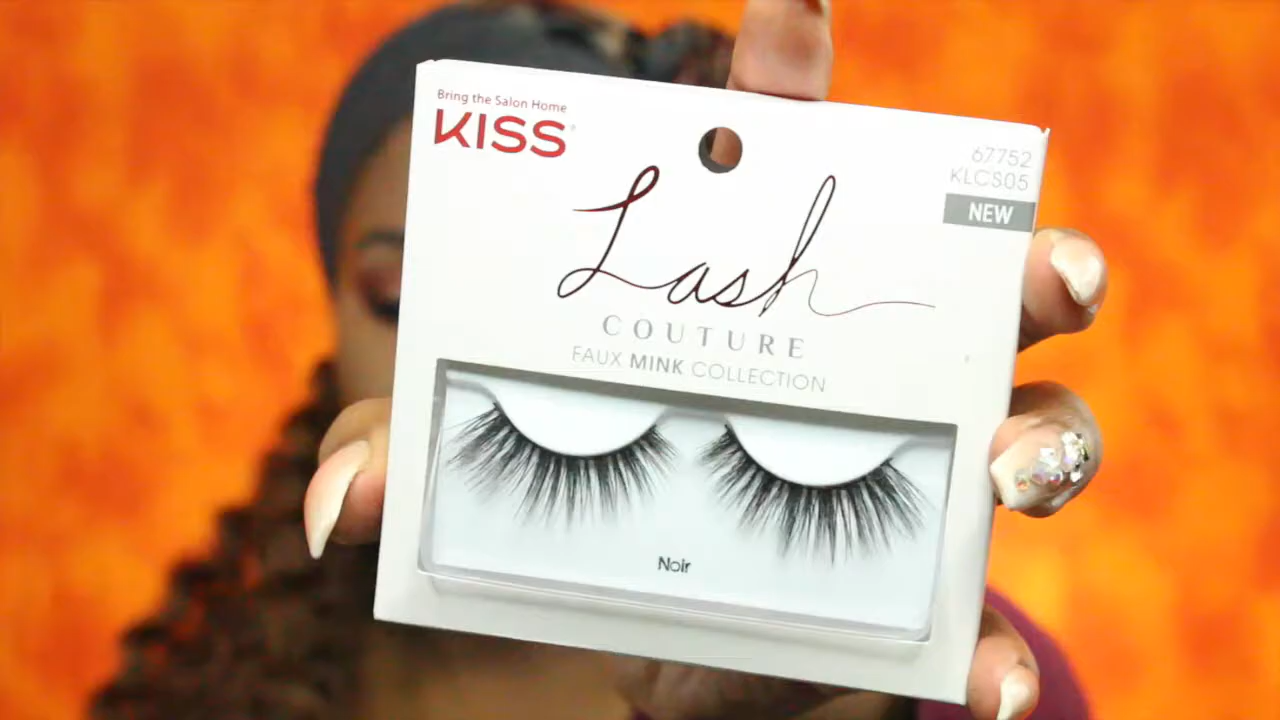 Bring the Salon Home
KISS
67752
KLCS05
NEW
Lash
COUTURE
FAUX MINK COLLECTION
Noir